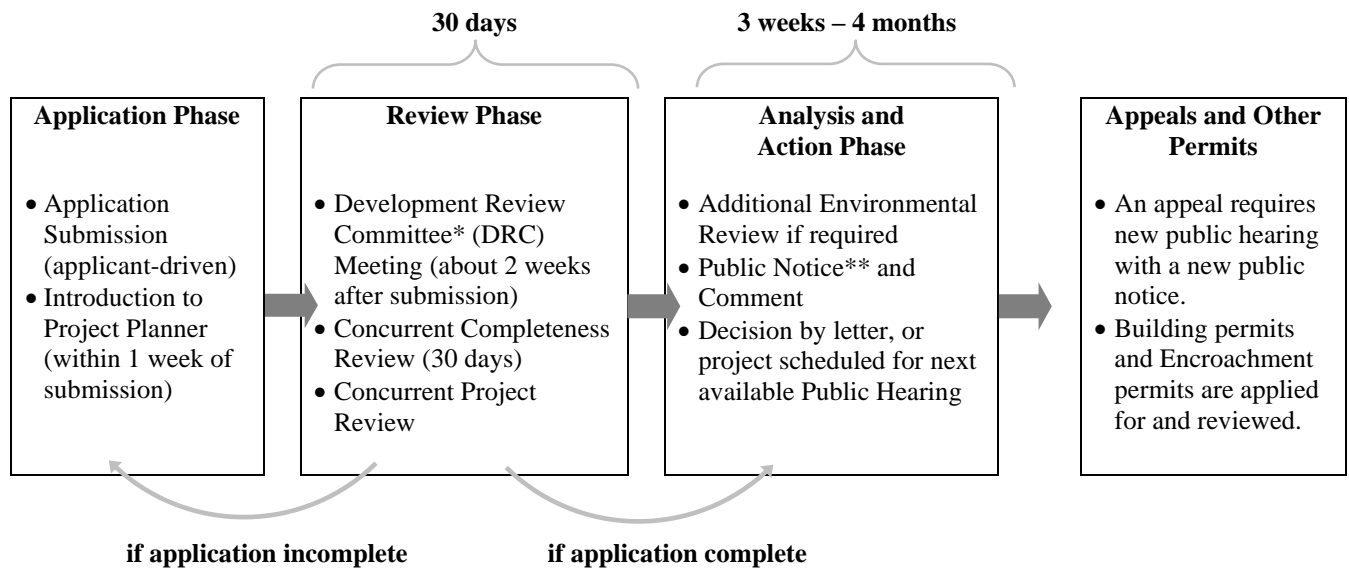 30 days
3 weeks – 4 months
Application Phase
• Application
Submission
(applicant-driven)
• Introduction to
Project Planner
(within 1 week of
submission)
Review Phase
• Development Review
Committee* (DRC)
Meeting (about 2 weeks
after submission)
• Concurrent Completeness
Review (30 days)
• Concurrent Project
Review
Analysis and
Action Phase
• Additional Environmental
Review if required
• Public Notice** and
Comment
• Decision by letter, or
project scheduled for next
available Public Hearing
Appeals and Other
Permits
• An appeal requires
new public hearing
with a new public
notice.
• Building permits
and Encroachment
permits are applied
for and reviewed.
if application incomplete
if application complete